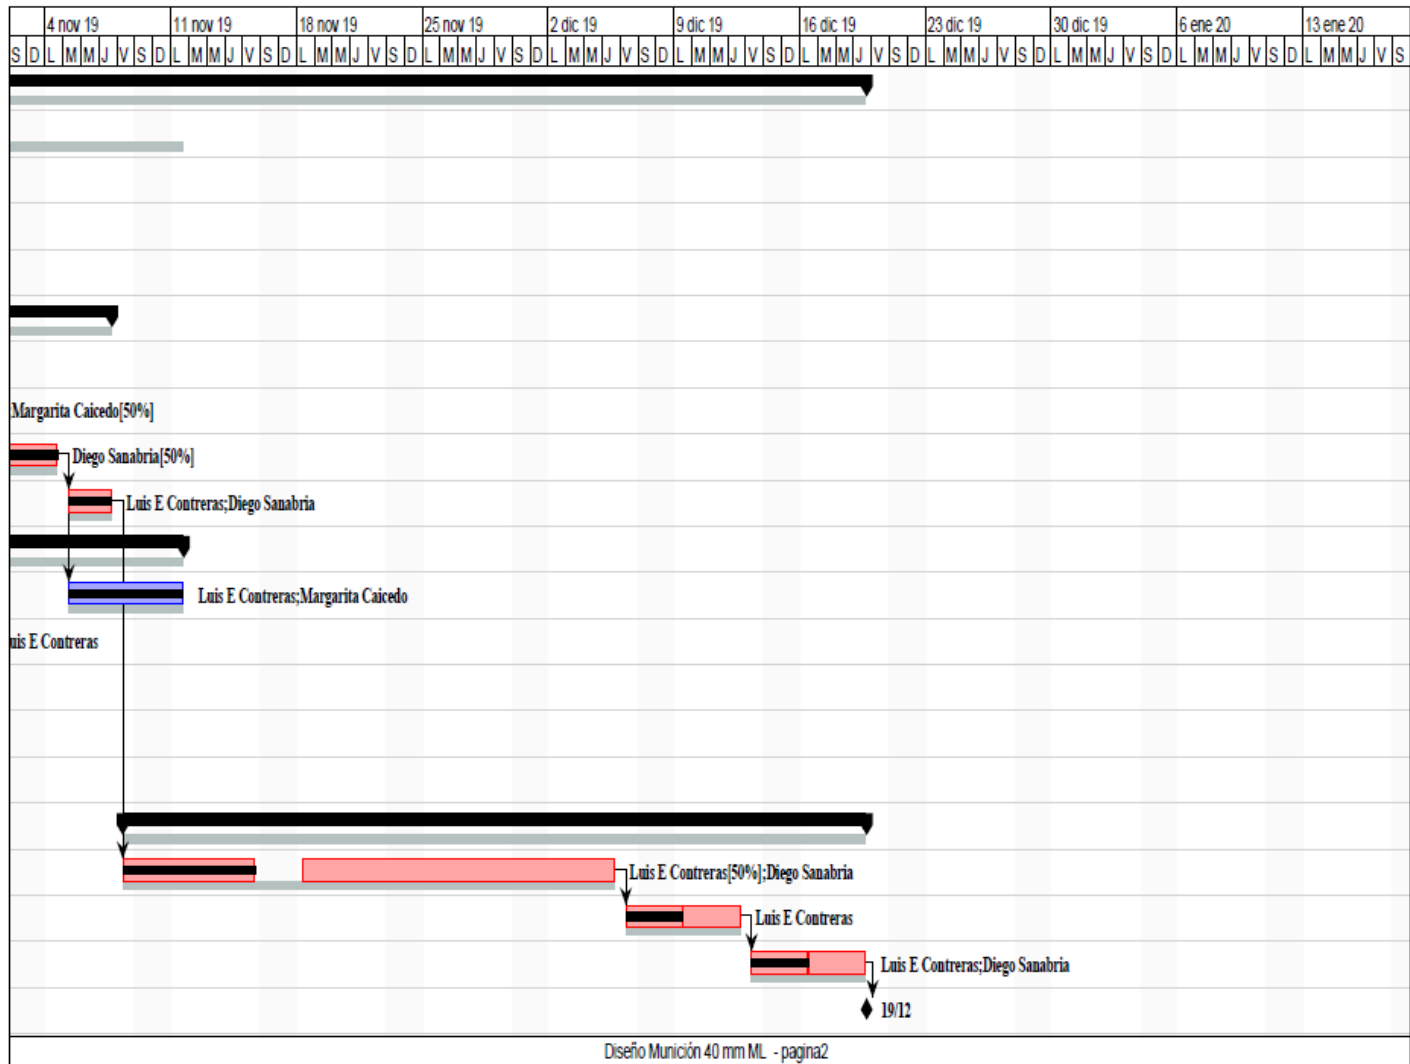 4 nov 19 11 nov 19 18 nov 19 25 nov 19 2 dic 19 9 dic 19 16 dic 19 23 dic 19 30 dic 19 6 ene 20 13 ene 20
S D L M M J V S D L M M J V S D L M M J V S D L M M J V S D L M M J V S D L M M J V S D L M M J V S D L M M J V S D L M M J V S D L M M J V S D L M M J V S
Margarita Caicedo[50%]
Diego Sanabria[50%]
Luis E Contreras;Diego Sanabria
Luis E Contreras;Margarita Caicedo
uis E Contreras
Luis E Contreras[50%];Diego Sanabria
Luis E Contreras
Luis E Contreras;Diego Sanabria
19/12
Diseño Munición 40 mm ML - pagina2